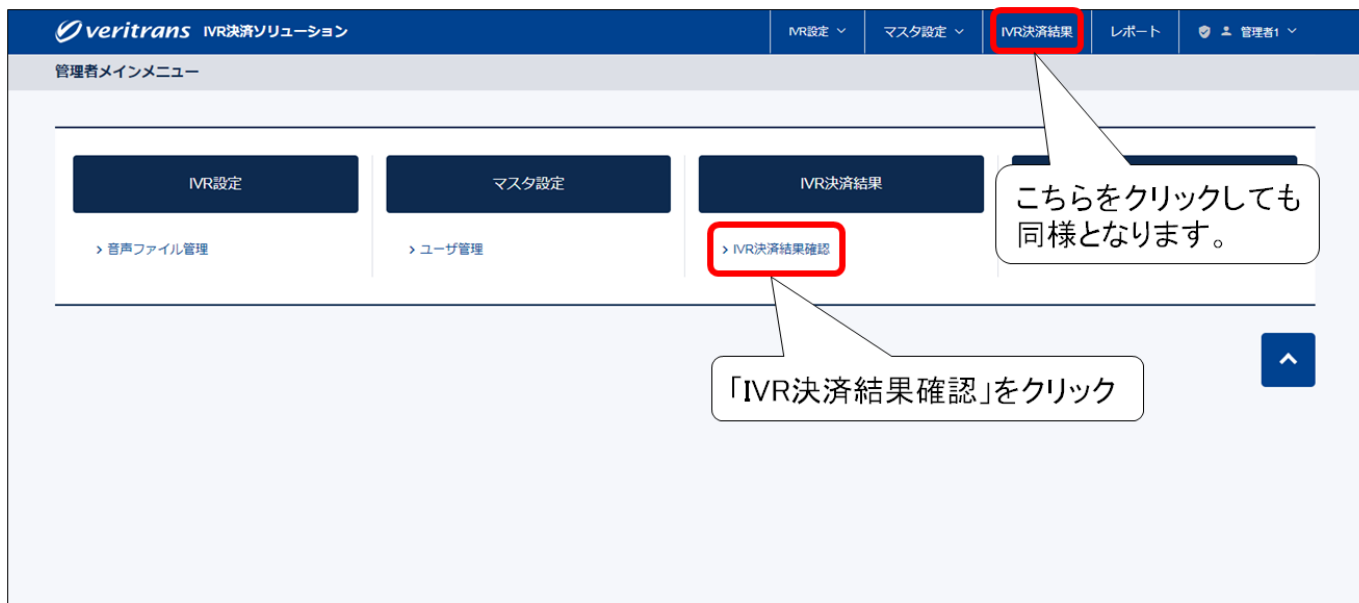 veritrans IVR決済ソリューション
IVR設定
マスタ設定
IVR決済結果
レポート
管理者1
管理者メインメニュー
IVR設定
マスタ設定
IVR決済結果
こちらをクリックしても
同様となります。
音声ファイル管理
ユーザ管理
IVR決済結果確認
「IVR決済結果確認」をクリック